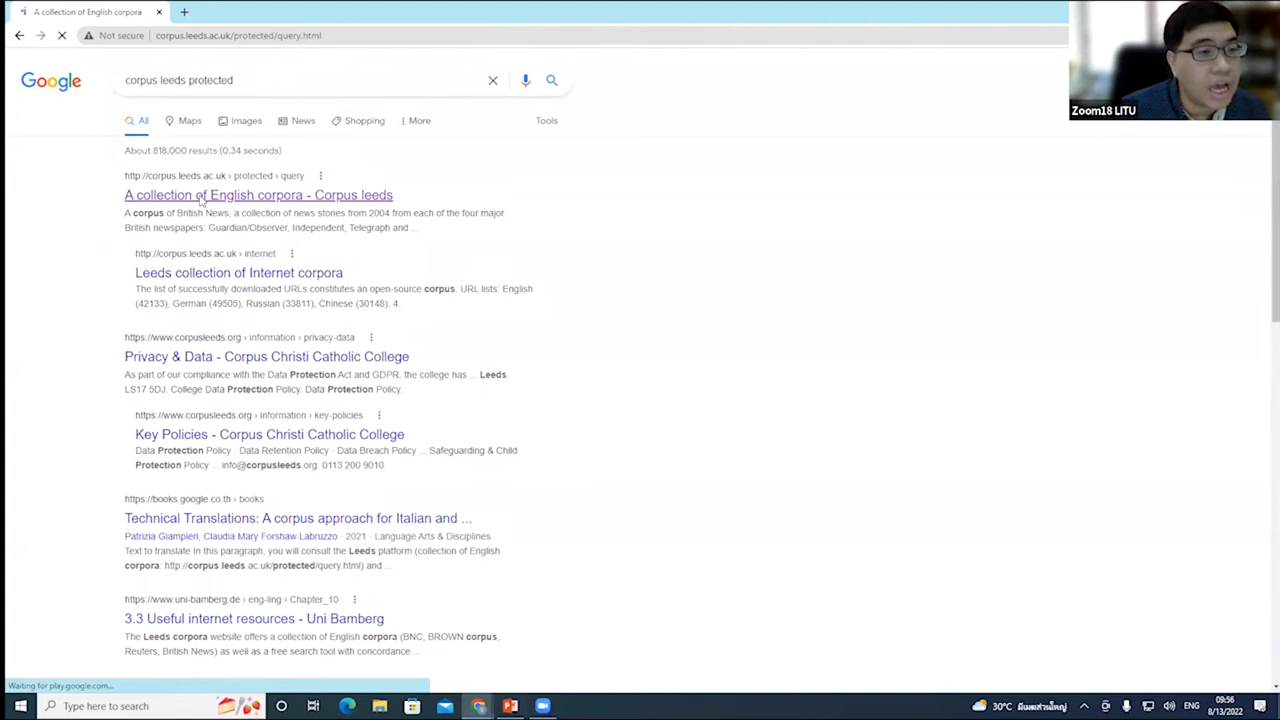 A collection of English corpora
Not secure
corpus.leeds.ac.uk/protected/query.html
Google
corpus leeds protected
All
Maps
Images
News
Shopping
More
Tools
About 818,000 results (0.34 seconds)
http://corpus.leeds.ac.uk › protected › query
A collection of English corpora - Corpus leeds
A corpus of British News, a collection of news stories from 2004 from each of the four major
British newspapers: Guardian/Observer, Independent, Telegraph and ...
http://corpus.leeds.ac.uk › internet
Leeds collection of Internet corpora
The list of successfully downloaded URLs constitutes an open-source corpus. URL lists: English
(42133), German (49505), Russian (33811), Chinese (30148). 4.
https://www.corpusleeds.org › information › privacy-data
Privacy & Data - Corpus Christi Catholic College
As part of our compliance with the Data Protection Act and GDPR. the college has ... Leeds.
LS17 5DJ. College Data Protection Policy. Data Protection Policy.
https://www.corpusleeds.org › information › key-policies
Key Policies - Corpus Christi Catholic College
Data Protection Policy · Data Retention Policy · Data Breach Policy ... Safeguarding & Child
Protection Policy ... info@corpusleeds.org. 0113 200 9010.
https://books.google.co.th › books
Technical Translations: A corpus approach for Italian and ...
Patrizia Giampieri, Claudia Mary Forshaw Labruzzo · 2021 · Language Arts & Disciplines
Text to translate In this paragraph, you will consult the Leeds platform (collection of English
corpora: http://corpus.leeds.ac.uk/protected/query.html) and ...
https://www.uni-bamberg.de › eng-ling › Chapter_10
3.3 Useful internet resources - Uni Bamberg
The Leeds corpora website offers a collection of English corpora (BNC, BROWN corpus,
Reuters, British News) as well as a free search tool with concordance ...
Waiting for play.google.com...
Zoom18 LITU
Type here to search
30°C มีเมฆส่วนใหญ่
ENG
09:56
8/13/2022